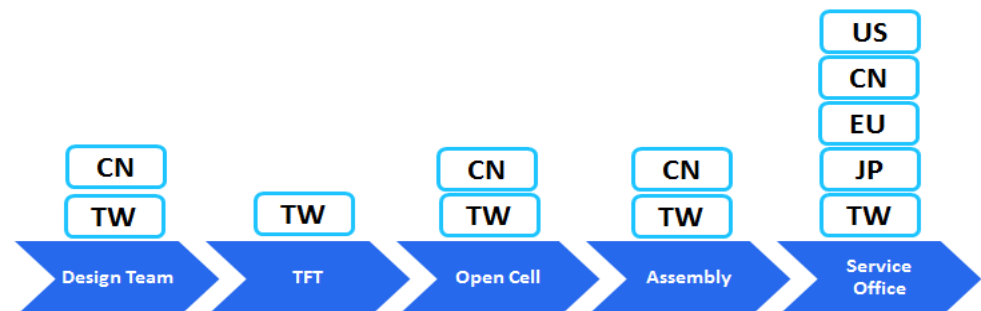 US
CN
EU
JP
TW
CN
TW
TW
CN
TW
CN
TW
Design Team
TFT
Open Cell
Assembly
Service
Office